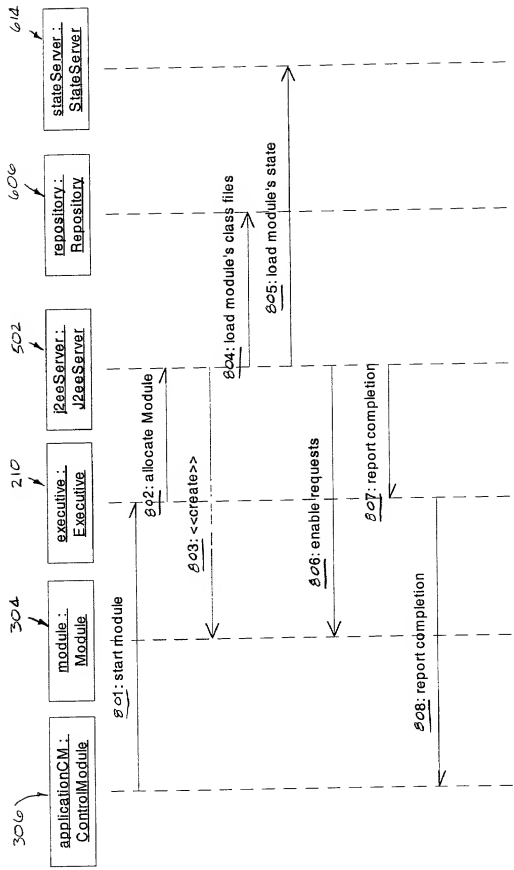 306
304
210
502
606
614
applicationCM :
ControlModule
module :
Module
executive :
Executive
j2eeServer :
J2eeServer
repository :
Repository
stateServer :
StateServer
801: start module
802: allocate Module
803: <<create>>
804: load module's class files
805: load module's state
806: enable requests
807: report completion
808: report completion